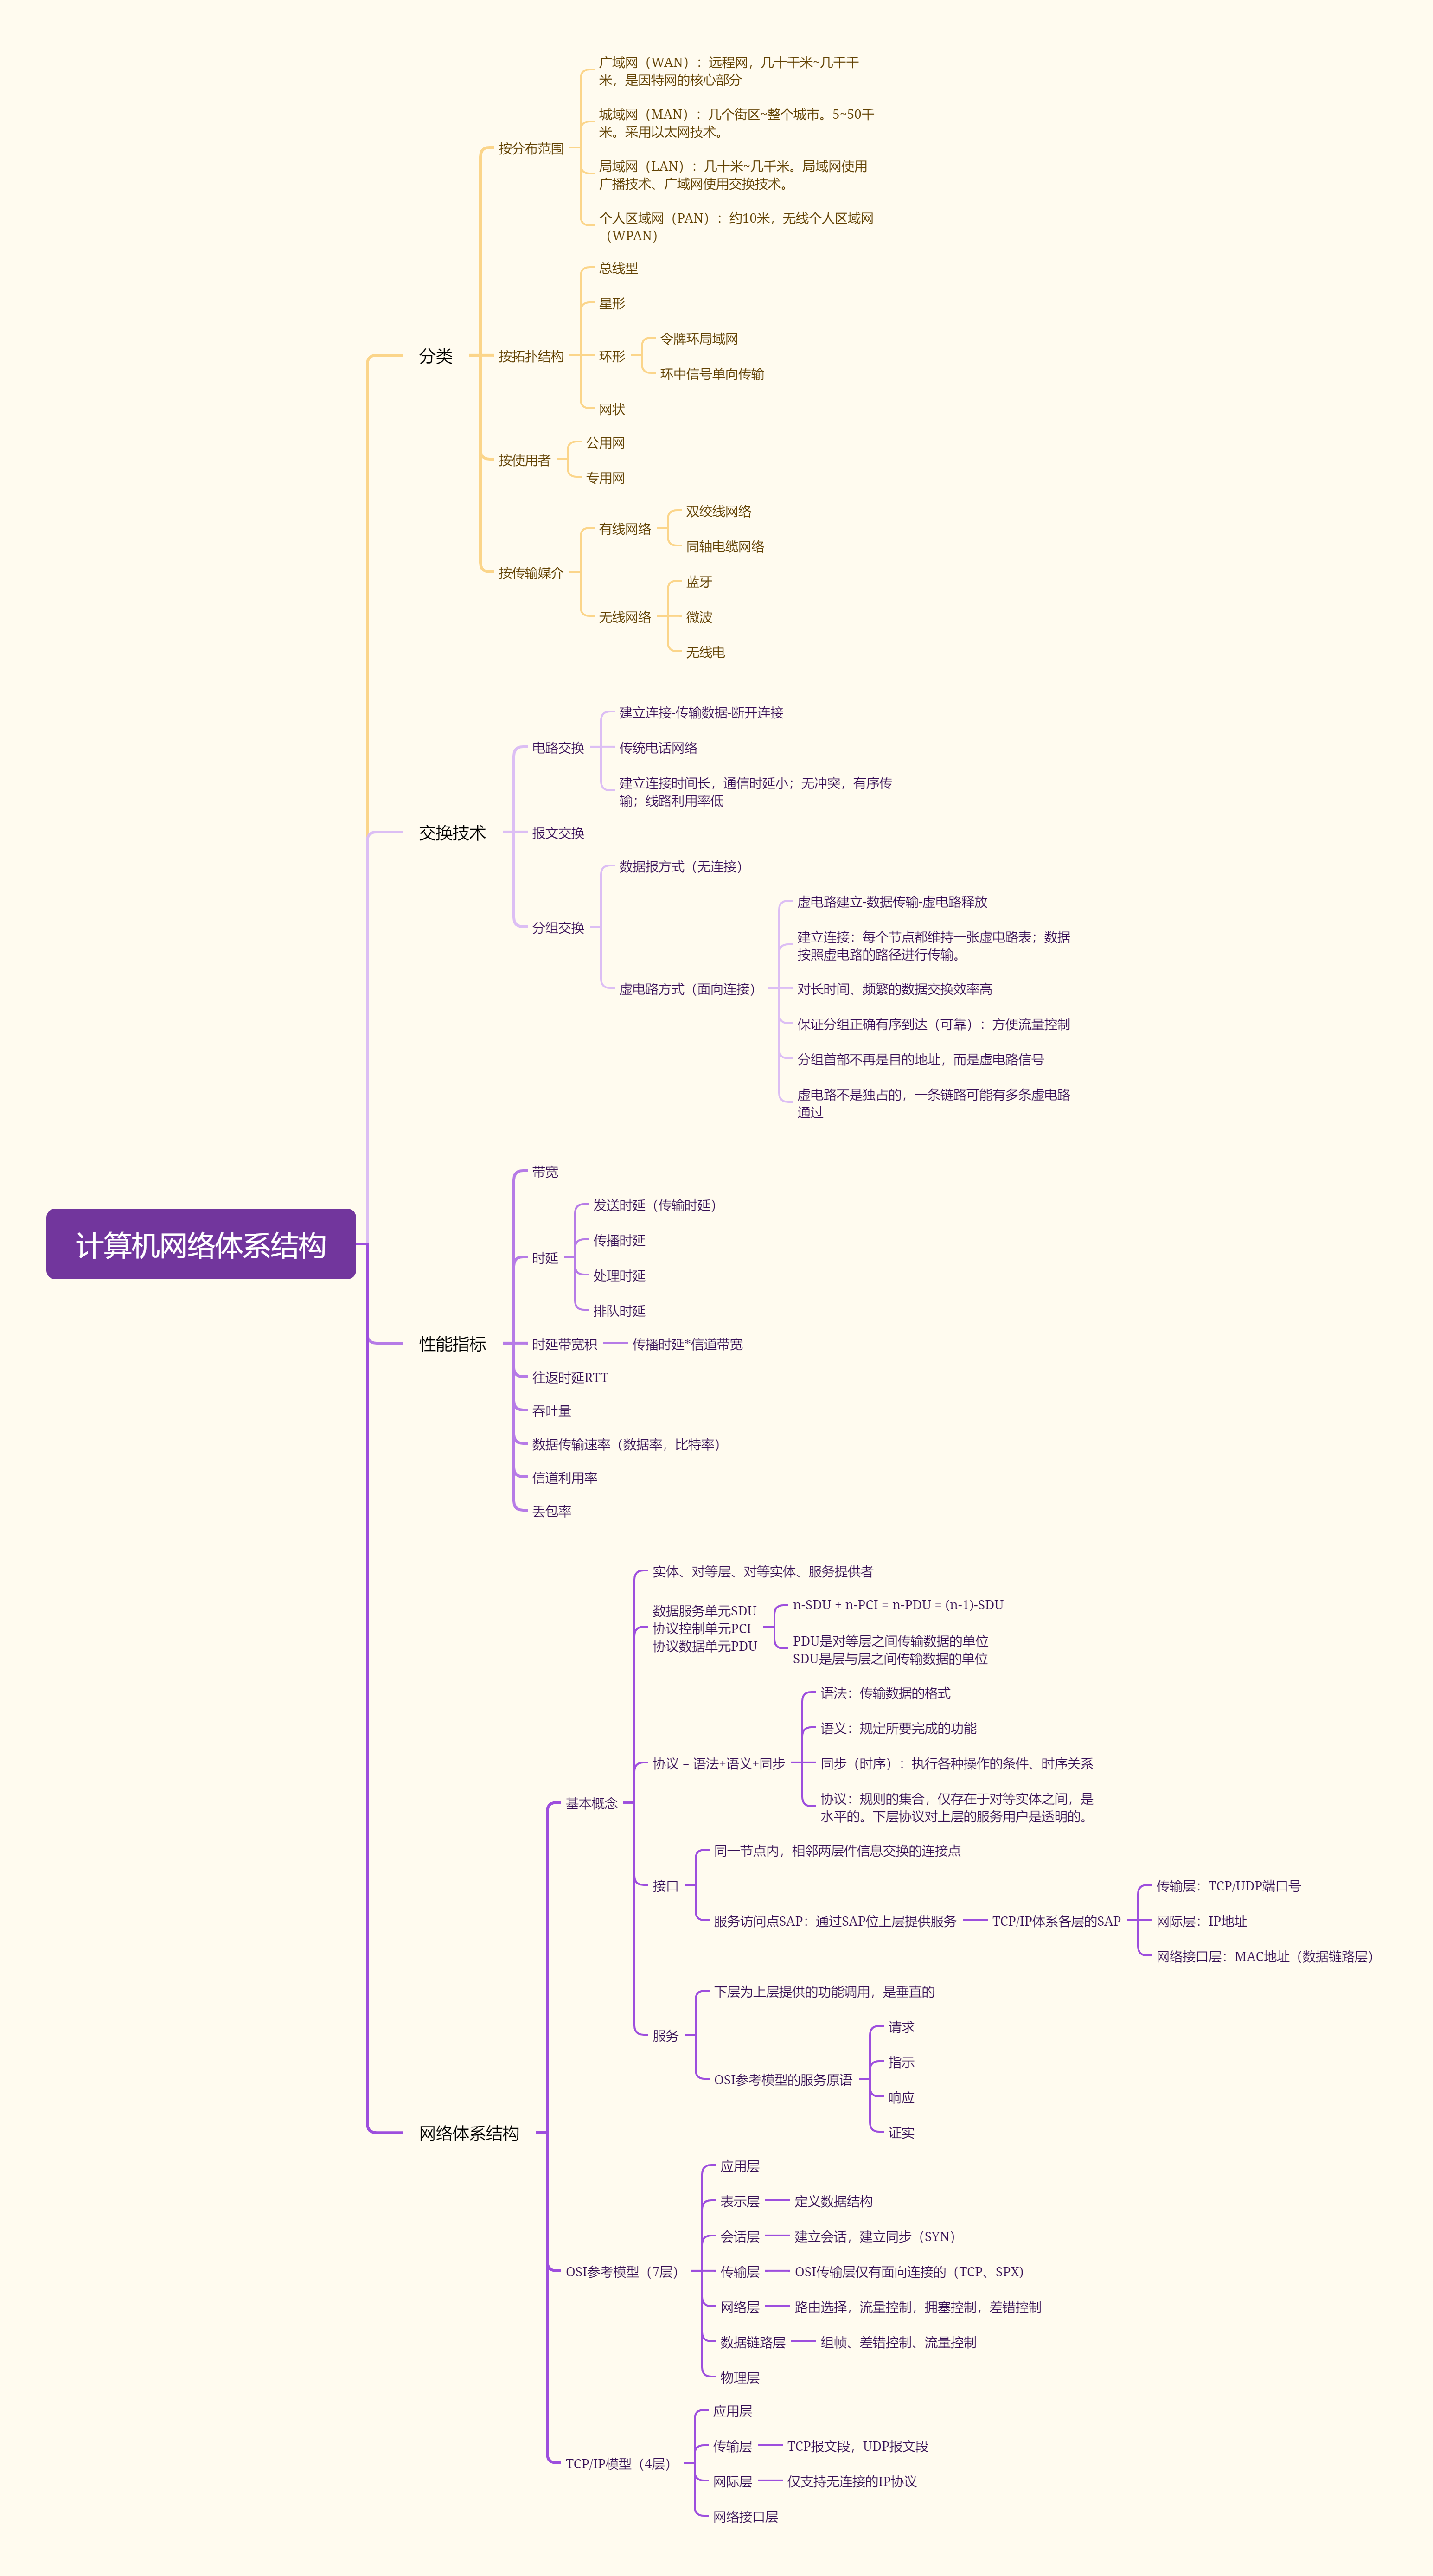 计算机网络体系结构
分类
按分布范围
广域网（WAN）：远程网，几十千米~几千千
米，是因特网的核心部分
城域网（MAN）：几个街区~整个城市。5~50千
米。采用以太网技术。
局域网（LAN）：几十米~几千米。局域网使用
广播技术、广域网使用交换技术。
个人区域网（PAN）：约10米，无线个人区域网
（WPAN）
按拓扑结构
总线型
星形
环形
令牌环局域网
环中信号单向传输
网状
按使用者
公用网
专用网
按传输媒介
有线网络
双绞线网络
同轴电缆网络
无线网络
蓝牙
微波
无线电
交换技术
电路交换
建立连接-传输数据-断开连接
传统电话网络
建立连接时间长，通信时延小；无冲突，有序传
输；线路利用率低
报文交换
分组交换
数据报方式（无连接）
虚电路方式（面向连接）
虚电路建立-数据传输-虚电路释放
建立连接：每个节点都维持一张虚电路表；数据
按照虚电路的路径进行传输。
对长时间、频繁的数据交换效率高
保证分组正确有序到达（可靠）：方便流量控制
分组首部不再是目的地址，而是虚电路信号
虚电路不是独占的，一条链路可能有多条虚电路
通过
性能指标
带宽
时延
发送时延（传输时延）
传播时延
处理时延
排队时延
时延带宽积
传播时延*信道带宽
往返时延RTT
吞吐量
数据传输速率（数据率，比特率）
信道利用率
丢包率
网络体系结构
基本概念
实体、对等层、对等实体、服务提供者
数据服务单元SDU
协议控制单元PCI
协议数据单元PDU
n-SDU + n-PCI = n-PDU = (n-1)-SDU
PDU是对等层之间传输数据的单位
SDU是层与层之间传输数据的单位
协议 = 语法+语义+同步
语法：传输数据的格式
语义：规定所要完成的功能
同步（时序）：执行各种操作的条件、时序关系
协议：规则的集合，仅存在于对等实体之间，是
水平的。下层协议对上层的服务用户是透明的。
接口
同一节点内，相邻两层件信息交换的连接点
服务访问点SAP：通过SAP位上层提供服务
TCP/IP体系各层的SAP
传输层：TCP/UDP端口号
网际层：IP地址
网络接口层：MAC地址（数据链路层）
服务
下层为上层提供的功能调用，是垂直的
OSI参考模型的服务原语
请求
指示
响应
证实
OSI参考模型（7层）
应用层
表示层
定义数据结构
会话层
建立会话，建立同步（SYN）
传输层
OSI传输层仅有面向连接的（TCP、SPX)
网络层
路由选择，流量控制，拥塞控制，差错控制
数据链路层
组帧、差错控制、流量控制
物理层
TCP/IP模型（4层）
应用层
传输层
TCP报文段，UDP报文段
网际层
仅支持无连接的IP协议
网络接口层